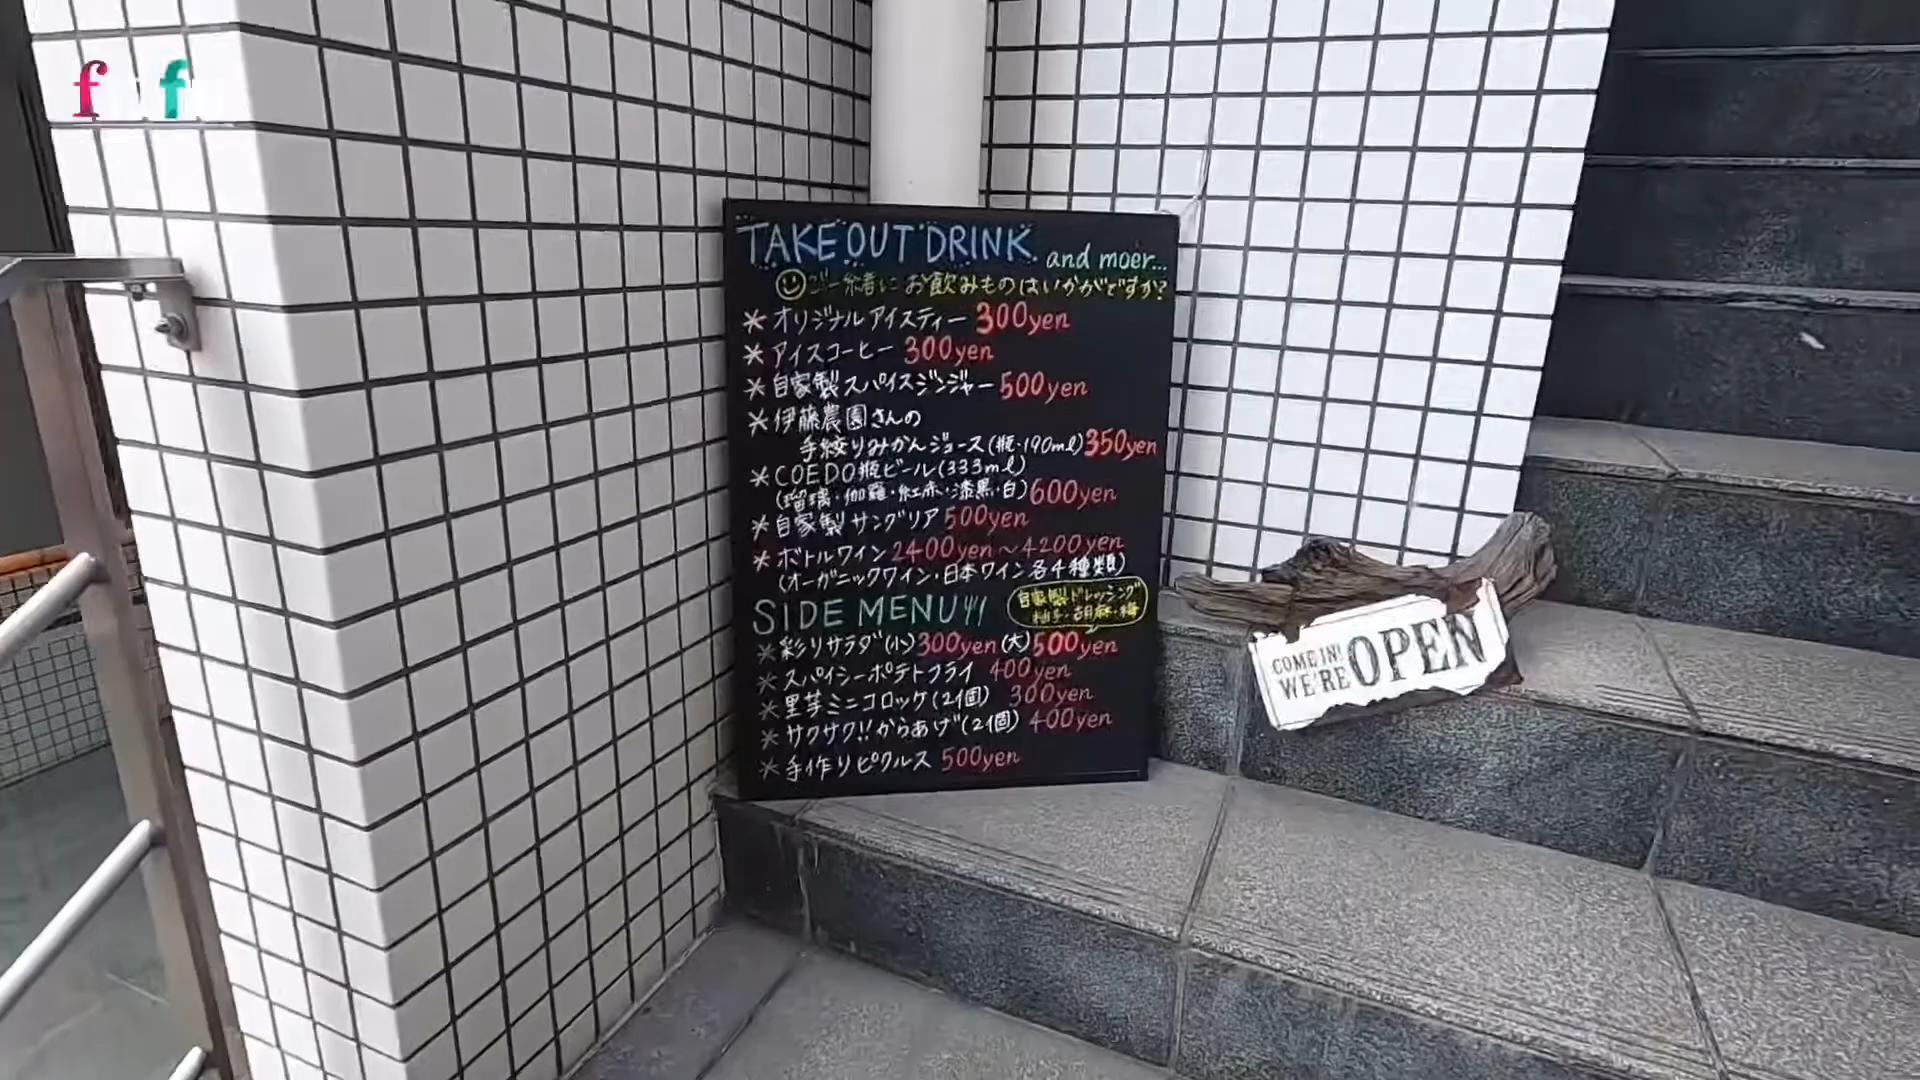 f f
TAKE OUT DRINK and moer...
ご一緒にお飲みものはいかがですか?
* オリジナルアイスティー 300yen
* アイスコーヒー 300yen
* 自家製スパイスジンジャー 500yen
* 伊藤農園さんの
手絞りみかんジュース(瓶・190ml) 350yen
* COEDO瓶ビール(333ml)
(瑠璃・伽羅・紅赤・漆黒・白) 600yen
* 自家製サングリア 500yen
* ボトルワイン 2400yen～4200yen
(オーガニックワイン・日本ワイン各4種類)
SIDE MENU
自家製ドレッシング
柚子・胡麻・梅
* 彩りサラダ(小)300yen(大)500yen
* スパイシーポテトフライ 400yen
* 里芋ミニコロッケ(2個) 300yen
* サクサク!!からあげ(2個) 400yen
* 手作りピクルス 500yen
COME IN!
WE'RE OPEN